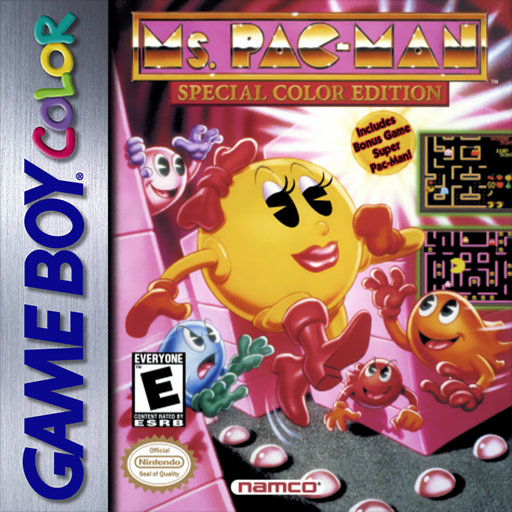 GAME BOY COLOR
Ms. PAC-MAN
TM
SPECIAL COLOR EDITION
Includes
Bonus Game
Super
Pac-Man!
EVERYONE
E
CONTENT RATED BY
ESRB
Official
Nintendo
Seal of Quality
namco